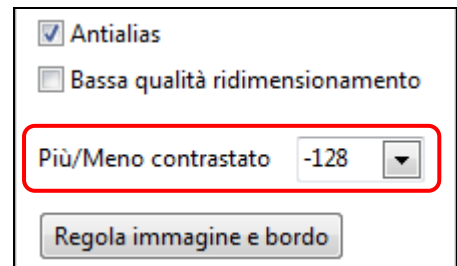 Antialias
Bassa qualità ridimensionamento
Più/Meno contrastato -128
Regola immagine e bordo